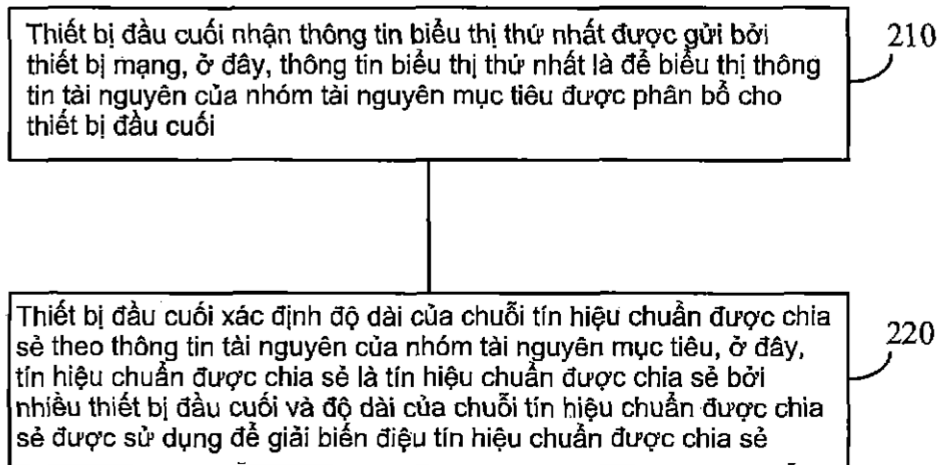 Thiết bị đầu cuối nhận thông tin biểu thị thứ nhất được gửi bởi
thiết bị mạng, ở đây, thông tin biểu thị thứ nhất là để biểu thị thông
tin tài nguyên của nhóm tài nguyên mục tiêu được phân bổ cho
thiết bị đầu cuối
210
Thiết bị đầu cuối xác định độ dài của chuỗi tín hiệu chuẩn được chia
sẻ theo thông tin tài nguyên của nhóm tài nguyên mục tiêu, ở đây,
tín hiệu chuẩn được chia sẻ là tín hiệu chuẩn được chia sẻ bởi
nhiều thiết bị đầu cuối và độ dài của chuỗi tín hiệu chuẩn được chia
sẻ được sử dụng để giải biến điệu tín hiệu chuẩn được chia sẻ
220